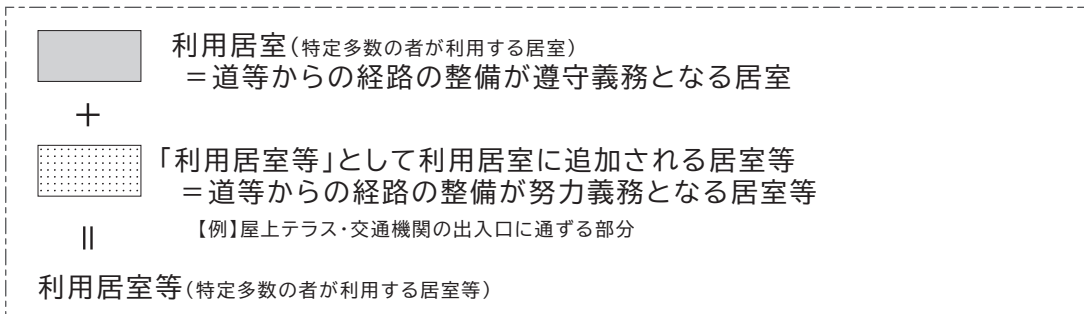 利用居室(特定多数の者が利用する居室)
=道等からの経路の整備が遵守義務となる居室
+
「利用居室等」として利用居室に追加される居室等
=道等からの経路の整備が努力義務となる居室等
【例】屋上テラス・交通機関の出入口に通ずる部分
=
利用居室等(特定多数の者が利用する居室等)